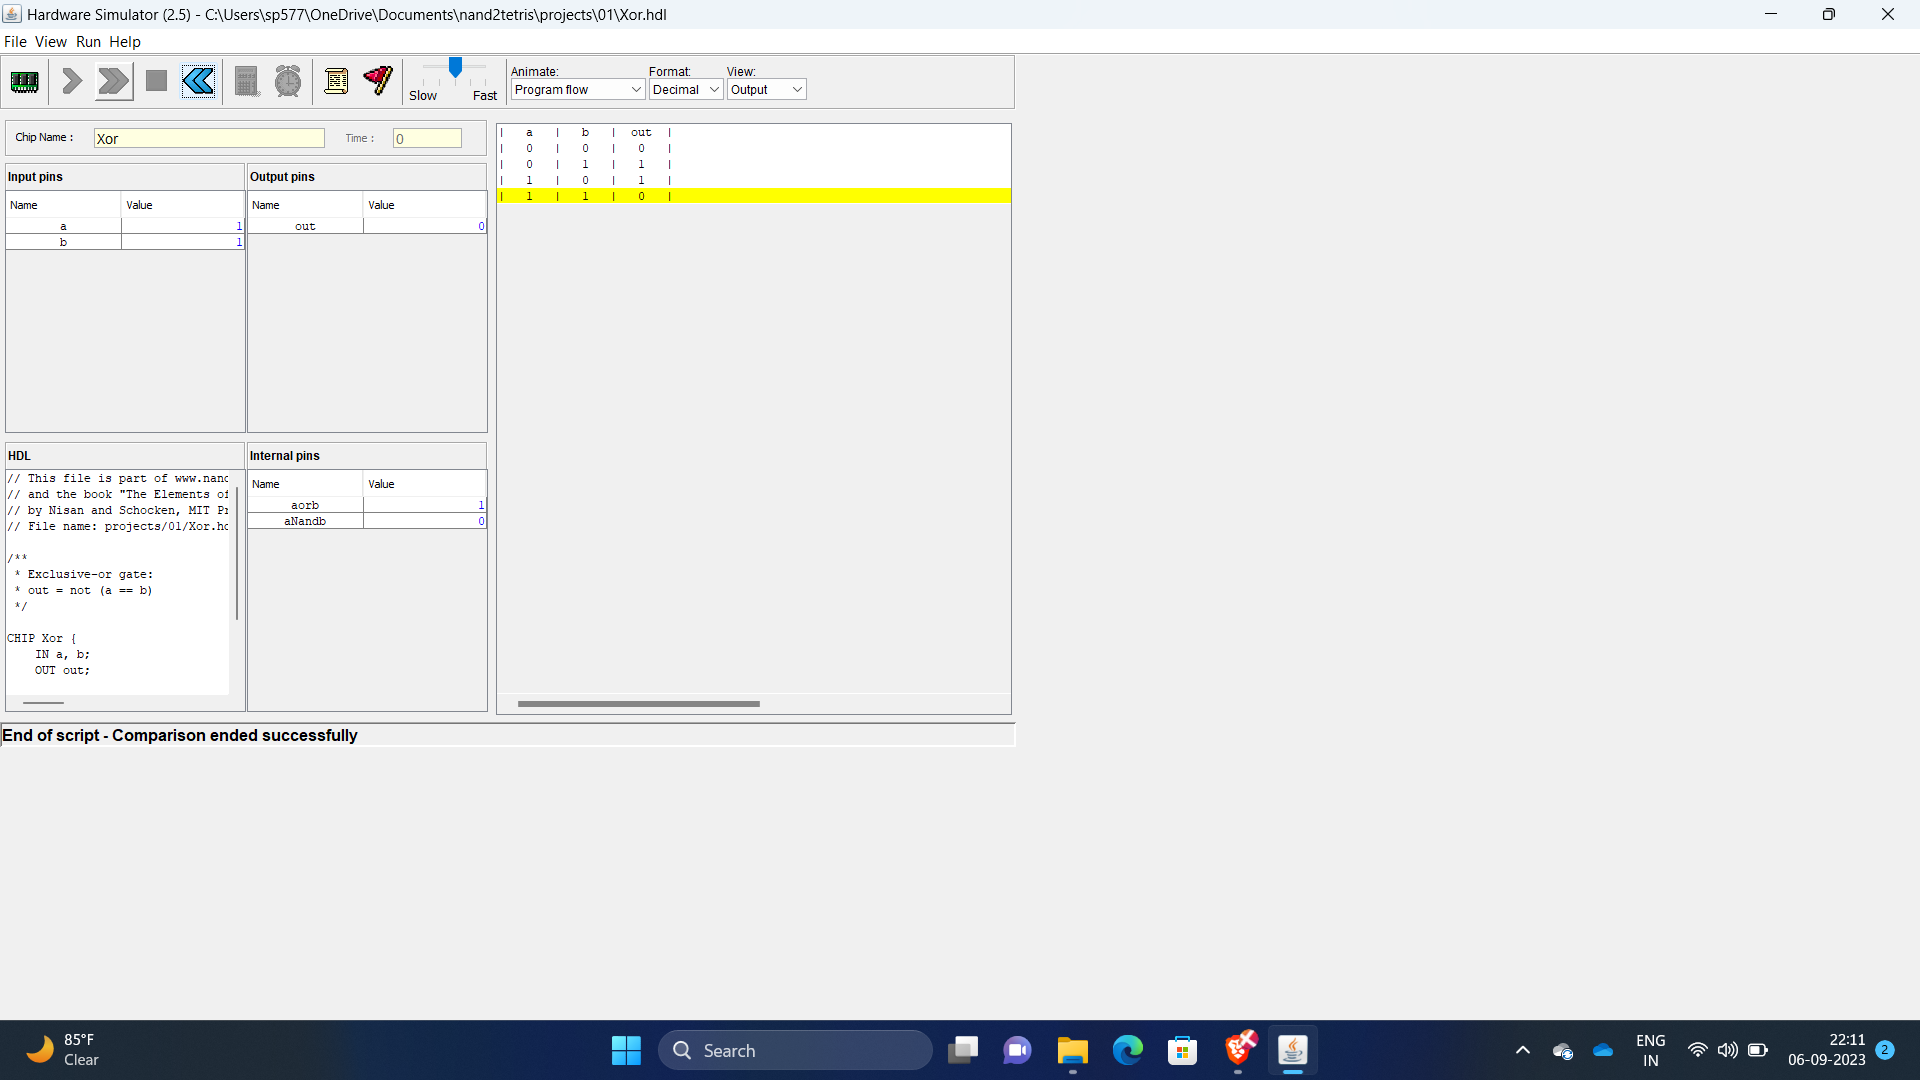 Hardware Simulator (2.5) - C:\Users\sp577\OneDrive\Documents\nand2tetris\projects\01\Xor.hdl
File View Run Help
Slow Fast
Animate: Format: View:
Program flow Decimal Output
Chip Name : Xor Time : 0
Input pins Output pins
Name Value Name Value
a 1 out 0
b 1
| a | b | out |
| 0 | 0 | 0 |
| 0 | 1 | 1 |
| 1 | 0 | 1 |
| 1 | 1 | 0 |
HDL
// This file is part of www.nand
// and the book "The Elements of
// by Nisan and Schocken, MIT Pr
// File name: projects/01/Xor.hd
/**
* Exclusive-or gate:
* out = not (a == b)
*/
CHIP Xor {
IN a, b;
OUT out;
Internal pins
Name Value
aorb 1
aNandb 0
End of script - Comparison ended successfully
85°F
Clear
Search
ENG
IN
22:11
06-09-2023
2